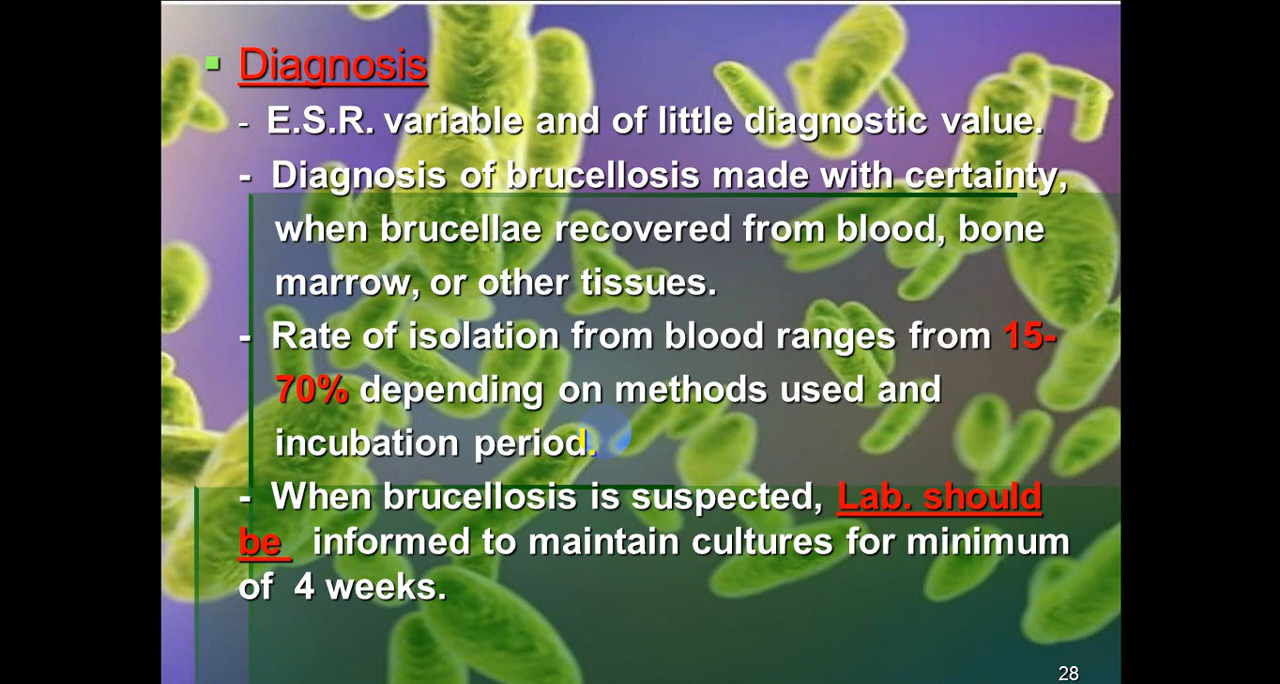 ▪ Diagnosis
- E.S.R. variable and of little diagnostic value.
- Diagnosis of brucellosis made with certainty,
when brucellae recovered from blood, bone
marrow, or other tissues.
- Rate of isolation from blood ranges from 15-
70% depending on methods used and
incubation period.
- When brucellosis is suspected, Lab. should
be informed to maintain cultures for minimum
of 4 weeks.
28